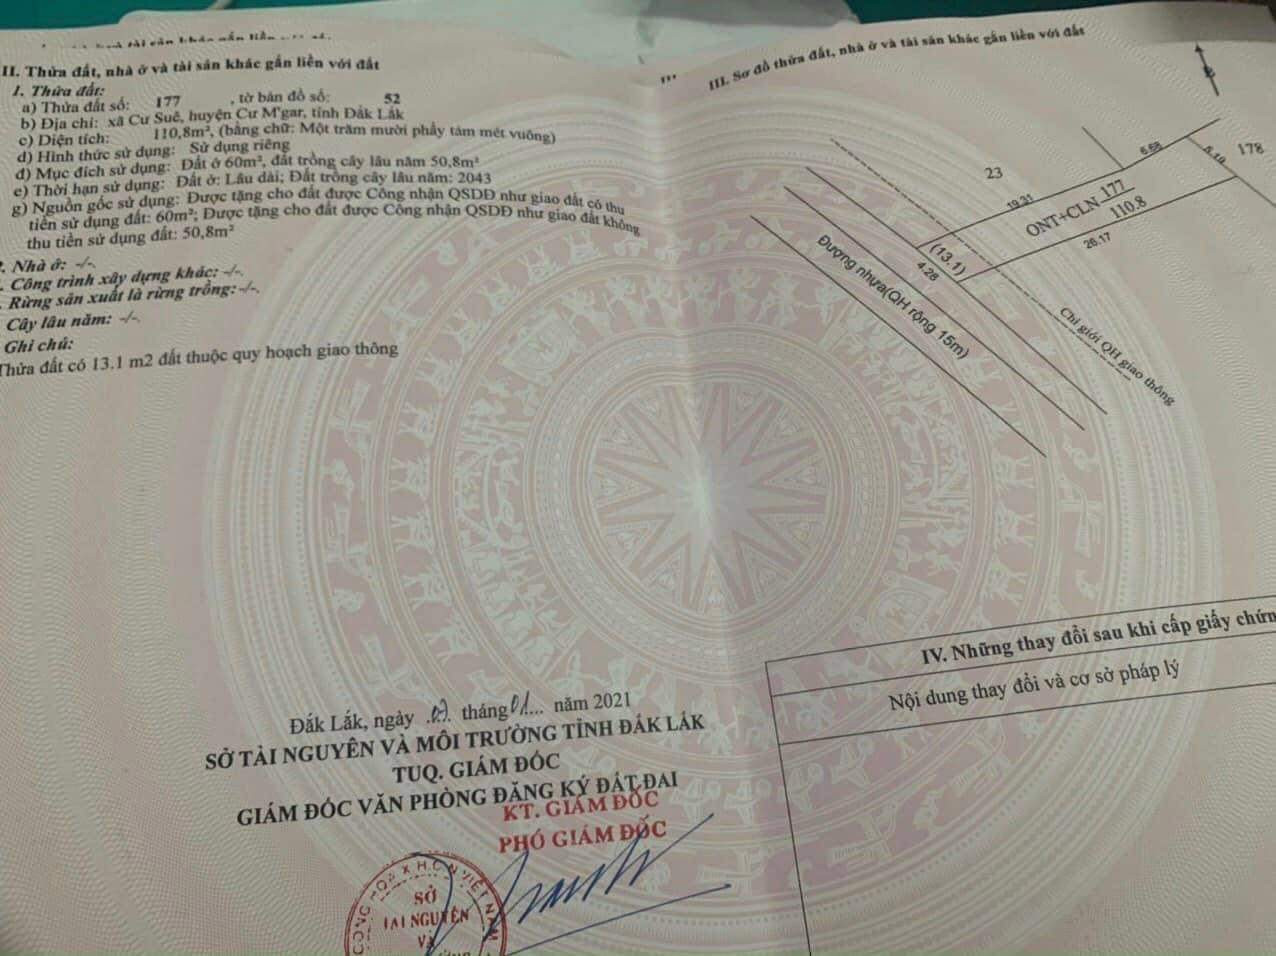 II. Thửa đất, nhà ở và tài sản khác gắn liền với đất
1. Thửa đất:
a) Thửa đất số: 177 , tờ bản đồ số: 52
b) Địa chỉ: xã Cư Suê, huyện Cư M'gar, tỉnh Đắk Lắk
c) Diện tích: 110,8m², (bằng chữ: Một trăm mười phẩy tám mét vuông)
d) Hình thức sử dụng: Sử dụng riêng
đ) Mục đích sử dụng: Đất ở 60m², đất trồng cây lâu năm 50,8m²
e) Thời hạn sử dụng: Đất ở: Lâu dài; Đất trồng cây lâu năm: 2043
g) Nguồn gốc sử dụng: Được tặng cho đất được Công nhận QSDĐ như giao đất có thu
tiền sử dụng đất: 60m²; Được tặng cho đất được Công nhận QSDĐ như giao đất không
thu tiền sử dụng đất: 50,8m²
Nhà ở: -/-.
Công trình xây dựng khác: -/-.
Rừng sản xuất là rừng trồng: -/-.
Cây lâu năm: -/-.
Ghi chú:
Thửa đất có 13.1 m2 đất thuộc quy hoạch giao thông
Đắk Lắk, ngày tháng 01 năm 2021
SỞ TÀI NGUYÊN VÀ MÔI TRƯỜNG TỈNH ĐẮK LẮK
TUQ. GIÁM ĐỐC
GIÁM ĐỐC VĂN PHÒNG ĐĂNG KÝ ĐẤT ĐAI
KT. GIÁM ĐỐC
PHÓ GIÁM ĐỐC
CỘNG HÒA X.H.C.N VIỆT NAM
SỞ
TÀI NGUYÊN
VÀ
III. Sơ đồ thửa đất, nhà ở và tài sản khác gắn liền với đất
23
178
6.68
6.19
19.31
ONT+CLN 177
110.8
26.17
(13.1)
4.28
Đượng nhựa(QH rộng 15m)
Chỉ giới QH giao thông
IV. Những thay đổi sau khi cấp giấy chứn
Nội dung thay đổi và cơ sở pháp lý